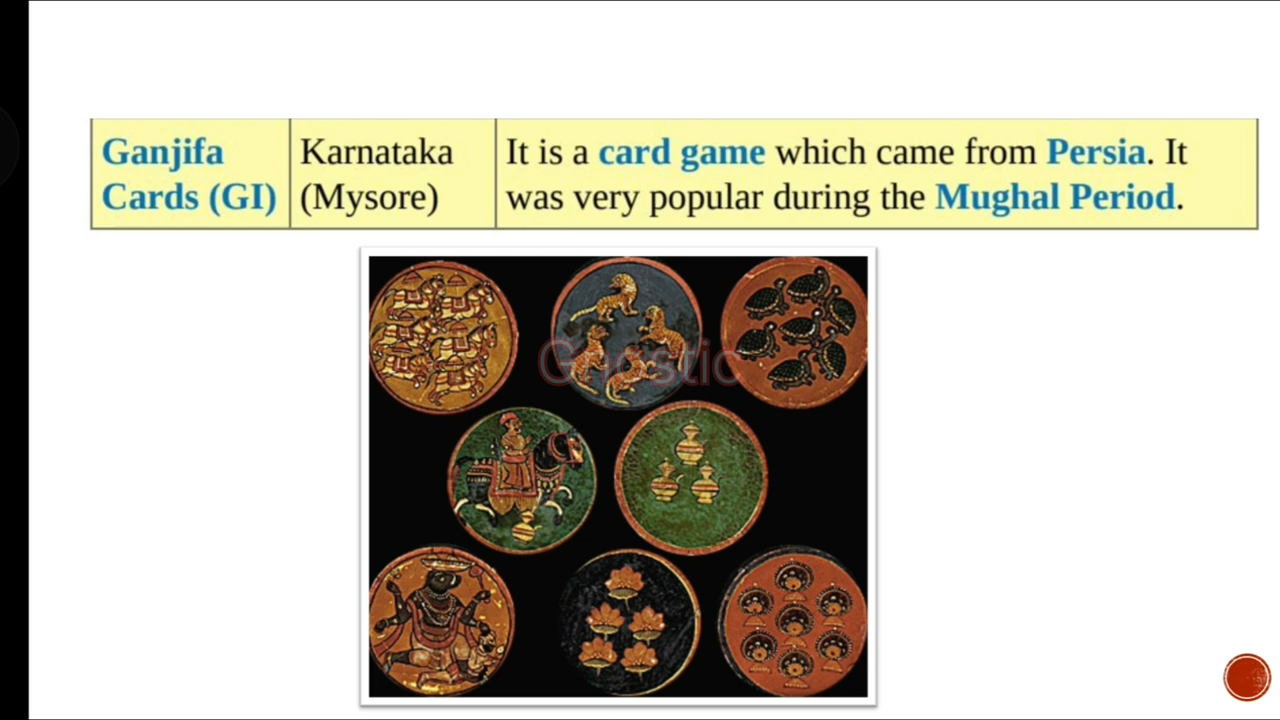 Ganjifa
Cards (GI)
Karnataka
(Mysore)
It is a card game which came from Persia. It
was very popular during the Mughal Period.
Gnostic